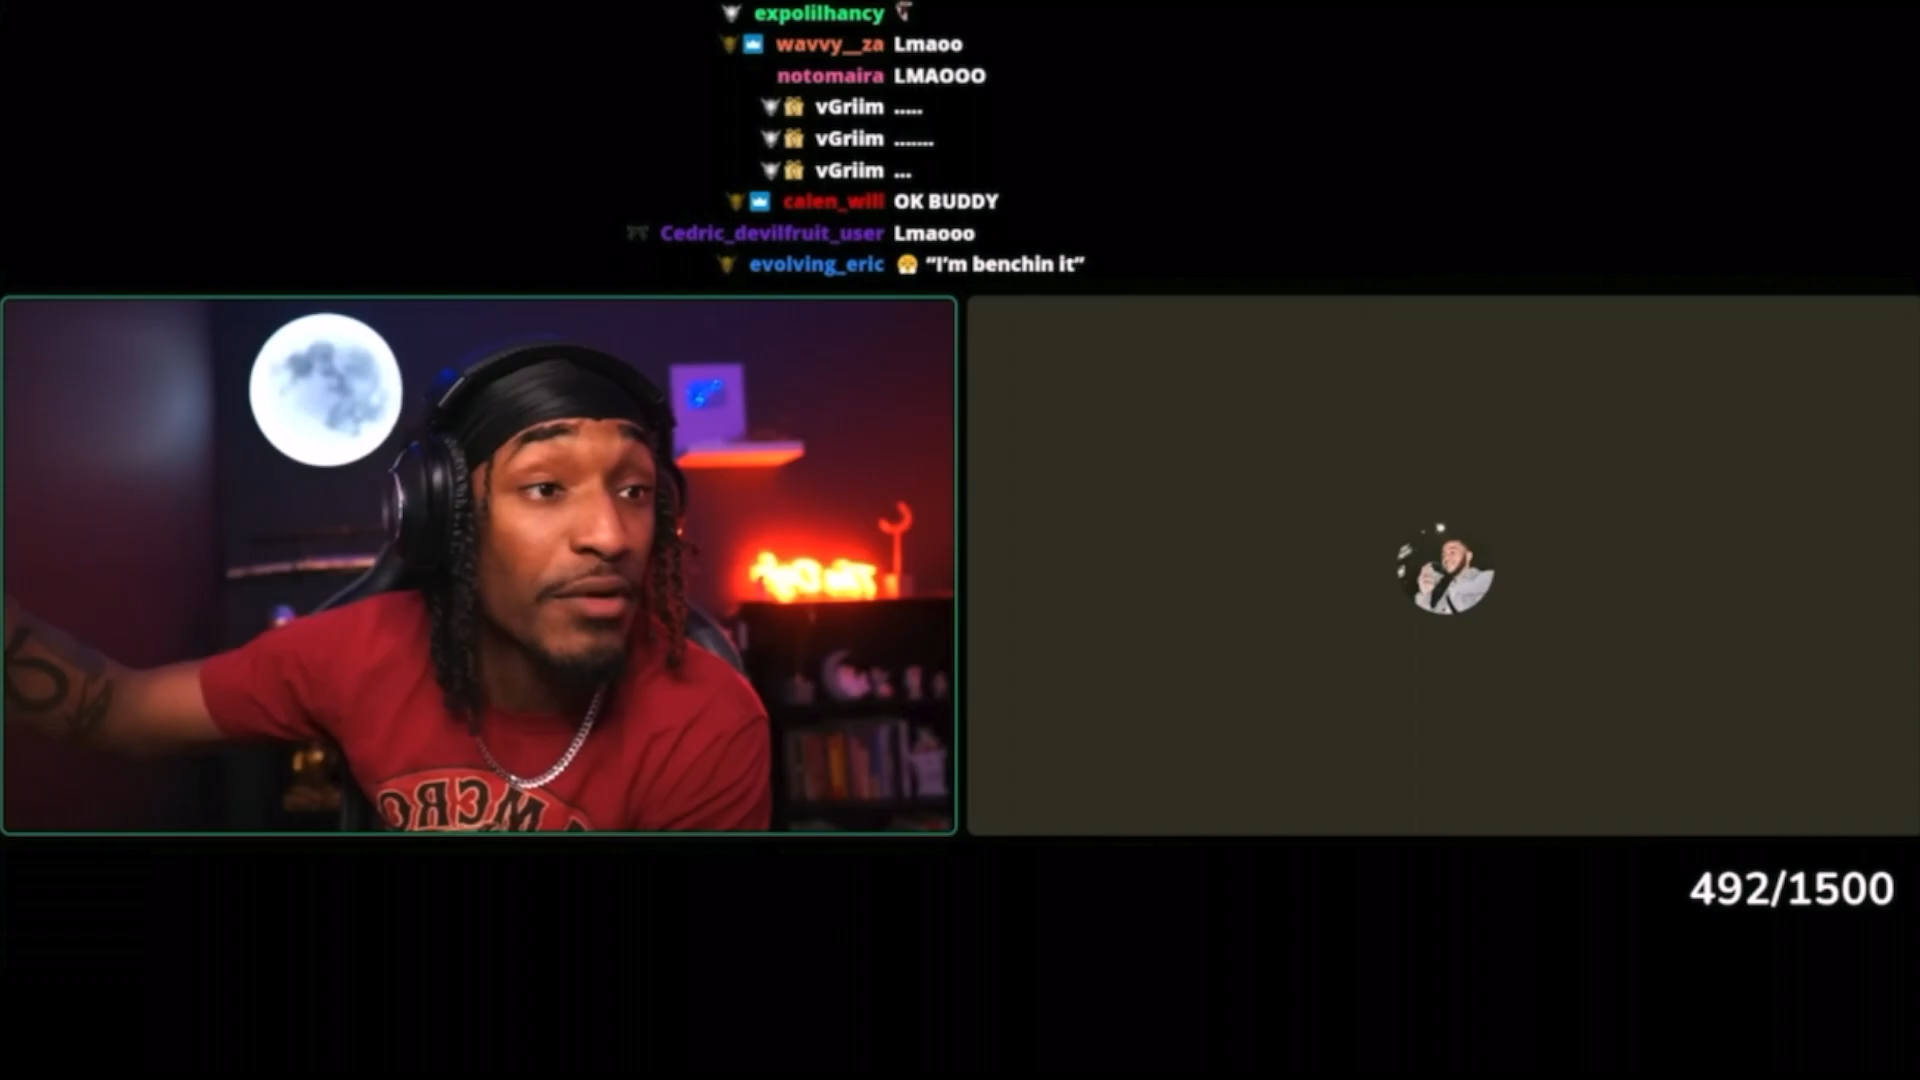 expolilhancy
wavvy__za Lmaoo
notomaira LMAOOO
vGriim .....
vGriim .......
vGriim ...
calen_will OK BUDDY
Cedric_devilfruit_user Lmaooo
evolving_eric 😤 “I’m benchin it”
492/1500